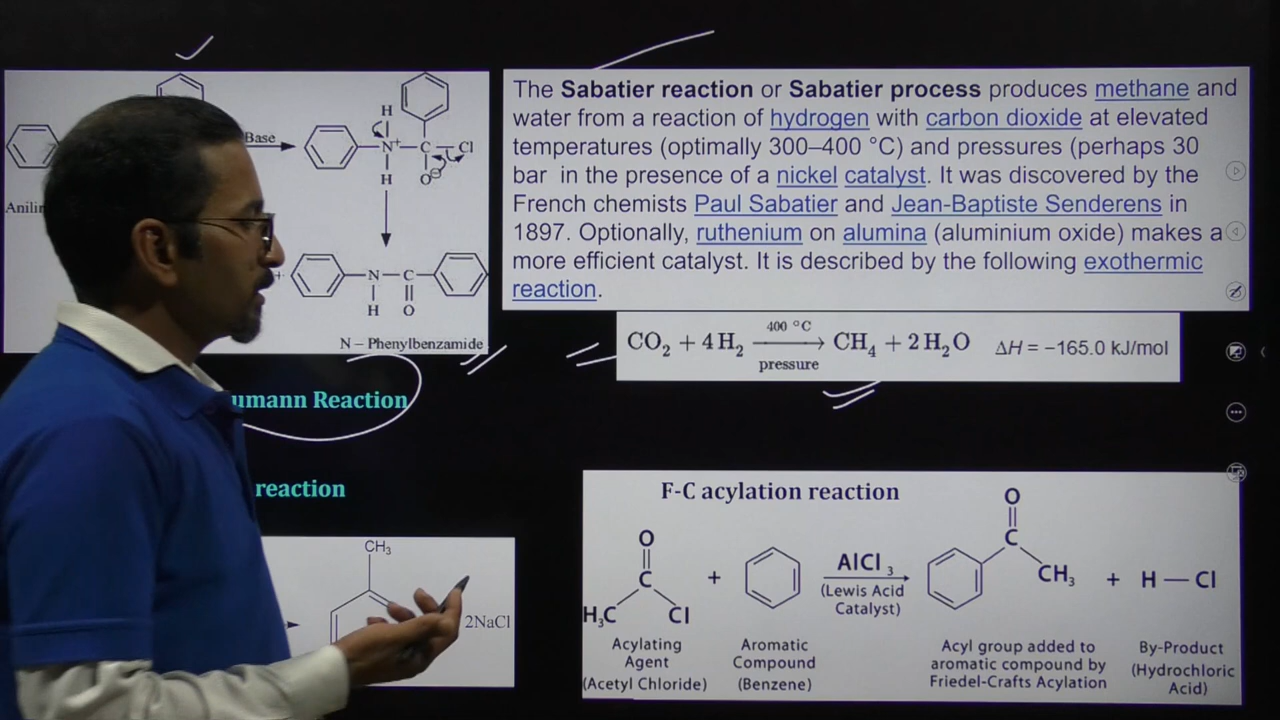 Base
H
N+
C
Cl
H
O
Anilin
+
N
C
H
O
N – Phenylbenzamide
umann Reaction
reaction
CH3
2NaCl
The Sabatier reaction or Sabatier process produces methane and
water from a reaction of hydrogen with carbon dioxide at elevated
temperatures (optimally 300–400 °C) and pressures (perhaps 30
bar in the presence of a nickel catalyst. It was discovered by the
French chemists Paul Sabatier and Jean-Baptiste Senderens in
1897. Optionally, ruthenium on alumina (aluminium oxide) makes a
more efficient catalyst. It is described by the following exothermic
reaction.
400 °C
CO2 + 4 H2 → CH4 + 2 H2O ΔH = −165.0 kJ/mol
pressure
F-C acylation reaction
O
C
H3C
Cl
+
AlCl3
(Lewis Acid
Catalyst)
O
C
CH3
+ H — Cl
Acylating
Agent
(Acetyl Chloride)
Aromatic
Compound
(Benzene)
Acyl group added to
aromatic compound by
Friedel-Crafts Acylation
By-Product
(Hydrochloric
Acid)